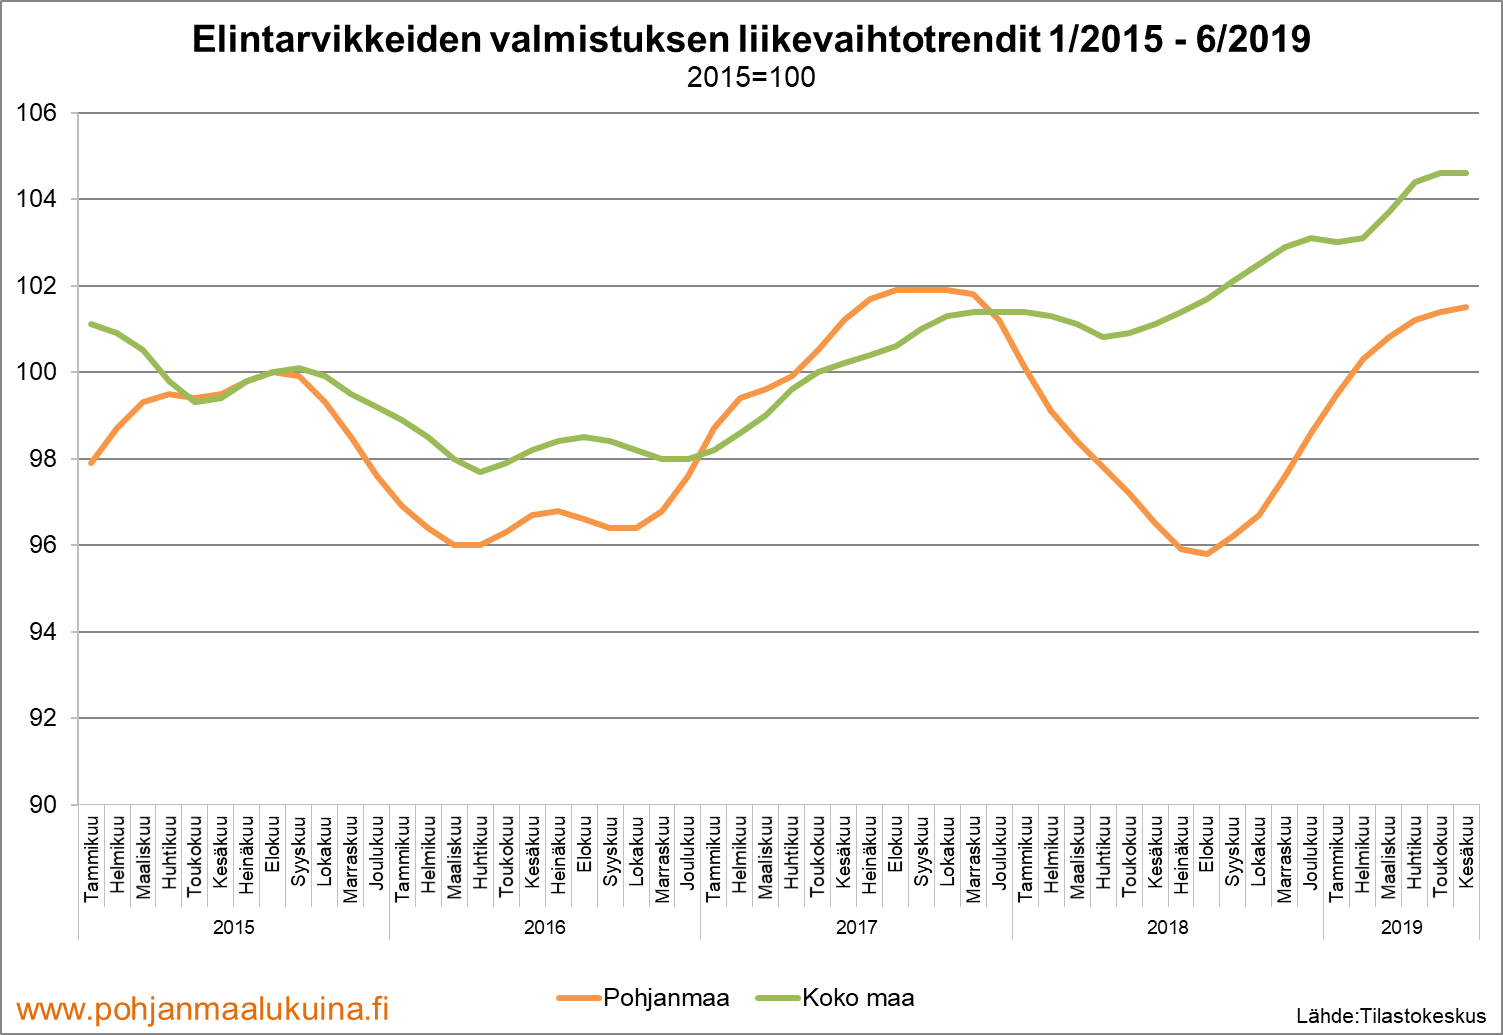 Elintarvikkeiden valmistuksen liikevaihtotrendit 1/2015 - 6/2019
2015=100
106
104
102
100
98
96
94
92
90
Tammikuu Helmikuu Maaliskuu Huhtikuu Toukokuu Kesäkuu Heinäkuu Elokuu Syyskuu Lokakuu Marraskuu Joulukuu Tammikuu Helmikuu Maaliskuu Huhtikuu Toukokuu Kesäkuu Heinäkuu Elokuu Syyskuu Lokakuu Marraskuu Joulukuu Tammikuu Helmikuu Maaliskuu Huhtikuu Toukokuu Kesäkuu Heinäkuu Elokuu Syyskuu Lokakuu Marraskuu Joulukuu Tammikuu Helmikuu Maaliskuu Huhtikuu Toukokuu Kesäkuu Heinäkuu Elokuu Syyskuu Lokakuu Marraskuu Joulukuu Tammikuu Helmikuu Maaliskuu Huhtikuu Toukokuu Kesäkuu
2015 2016 2017 2018 2019
Pohjanmaa Koko maa
www.pohjanmaalukuina.fi
Lähde:Tilastokeskus